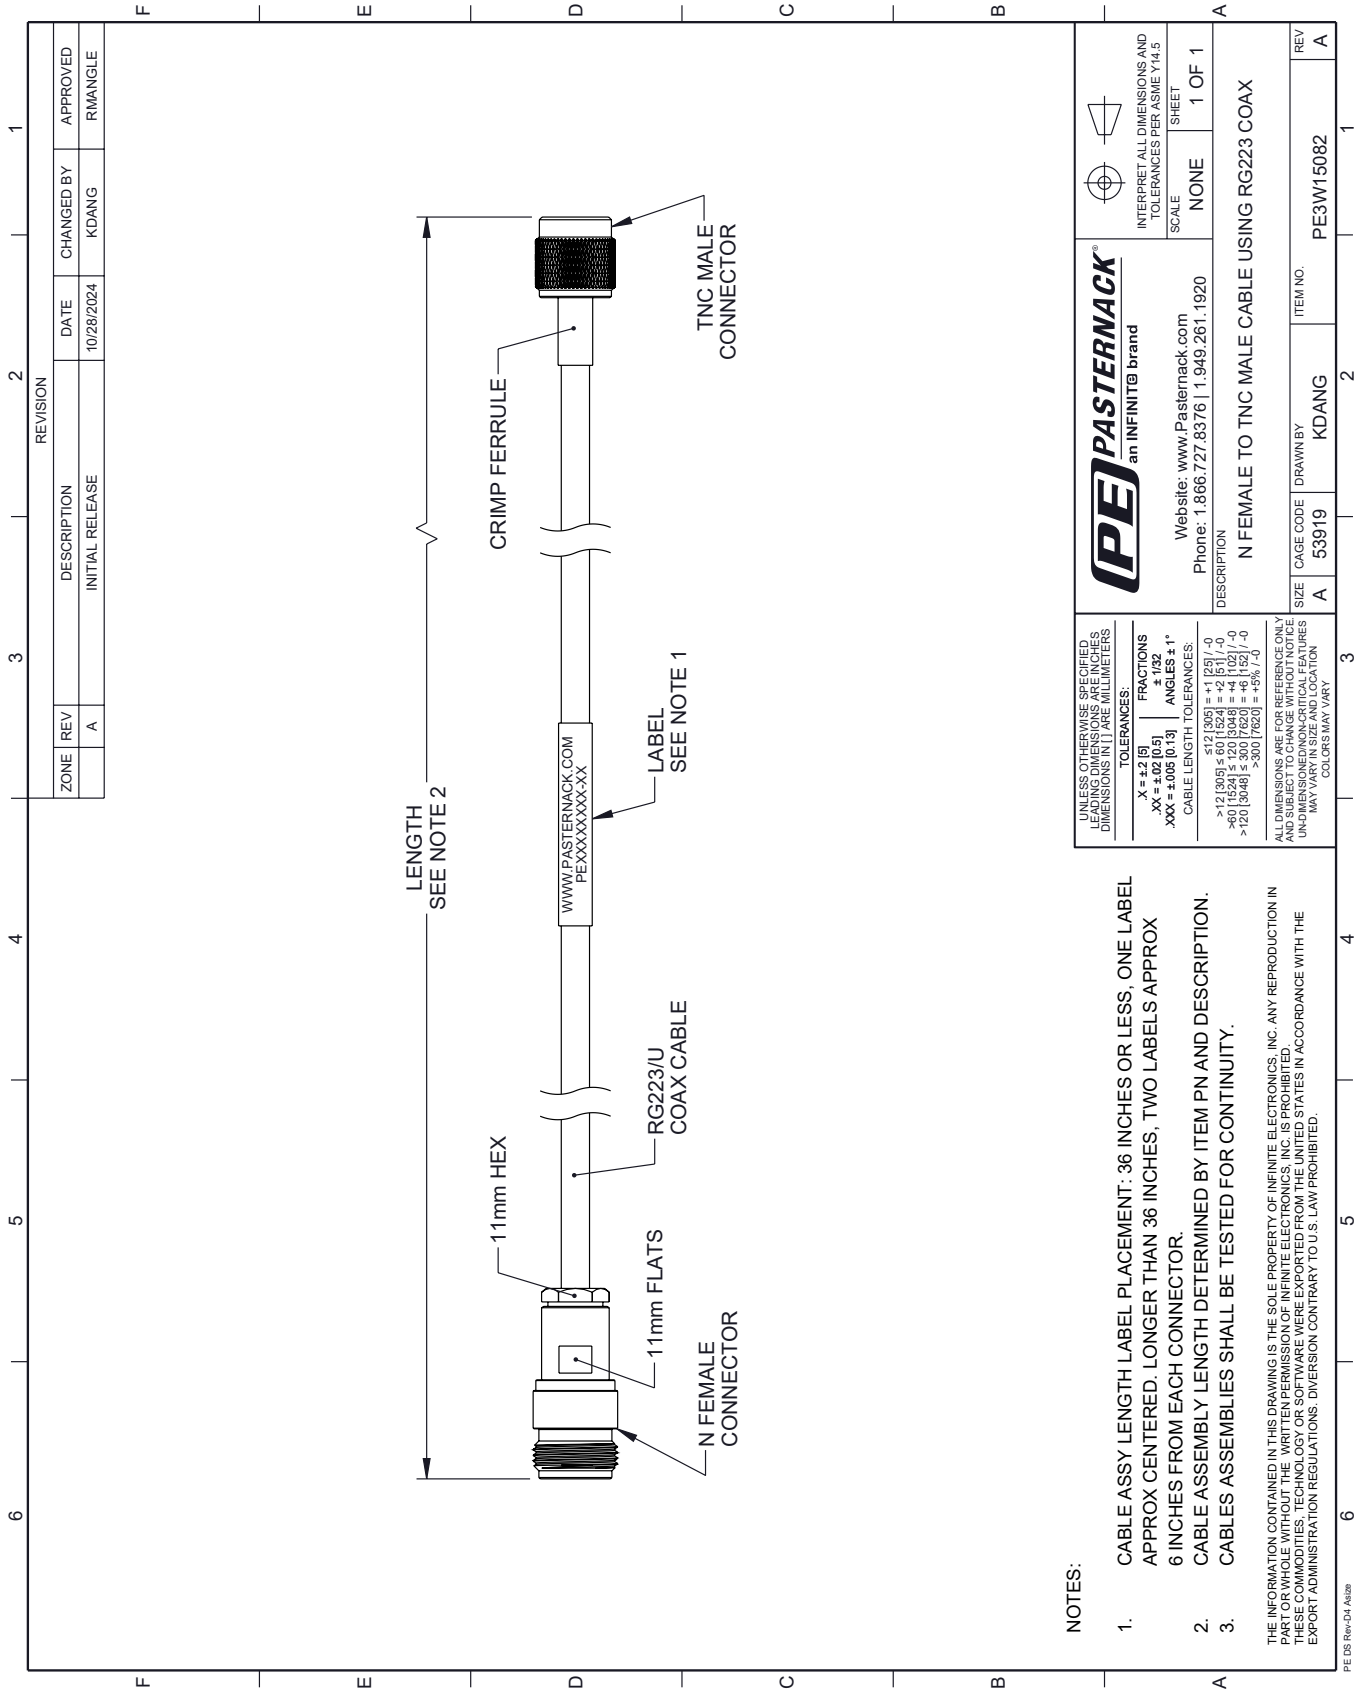 6
5
4
3
2
1
F
E
D
C
B
A
REVISION
ZONE
REV
DESCRIPTION
DATE
CHANGED BY
APPROVED
A
INITIAL RELEASE
10/28/2024
KDANG
RMANGLE
LENGTH
SEE NOTE 2
11mm HEX
CRIMP FERRULE
WWW.PASTERNACK.COM
PEXXXXXXXXX-XX
11mm FLATS
N FEMALE
CONNECTOR
RG223/U
COAX CABLE
LABEL
SEE NOTE 1
TNC MALE
CONNECTOR
NOTES:
1. CABLE ASSY LENGTH LABEL PLACEMENT: 36 INCHES OR LESS, ONE LABEL
APPROX CENTERED. LONGER THAN 36 INCHES, TWO LABELS APPROX
6 INCHES FROM EACH CONNECTOR.
2. CABLE ASSEMBLY LENGTH DETERMINED BY ITEM PN AND DESCRIPTION.
3. CABLES ASSEMBLIES SHALL BE TESTED FOR CONTINUITY.
THE INFORMATION CONTAINED IN THIS DRAWING IS THE SOLE PROPERTY OF INFINITE ELECTRONICS, INC. ANY REPRODUCTION IN
PART OR WHOLE WITHOUT THE WRITTEN PERMISSION OF INFINITE ELECTRONICS, INC. IS PROHIBITED.
THESE COMMODITIES, TECHNOLOGY OR SOFTWARE WERE EXPORTED FROM THE UNITED STATES IN ACCORDANCE WITH THE
EXPORT ADMINISTRATION REGULATIONS. DIVERSION CONTRARY TO U.S. LAW PROHIBITED.
UNLESS OTHERWISE SPECIFIED
LEADING DIMENSIONS ARE INCHES
DIMENSIONS IN [ ] ARE MILLIMETERS
TOLERANCES:
.X = ±.2 [5]
.XX = ±.02 [0.5]
.XXX = ±.005 [0.13]
FRACTIONS
± 1/32
ANGLES ± 1°
CABLE LENGTH TOLERANCES:
≤12 [305] = +1 [25] / -0
>12 [305] ≤ 60 [1524] = +2 [51] / -0
>60 [1524] ≤ 120 [3048] = +4 [102] / -0
>120 [3048] ≤ 300 [7620] = +6 [152] / -0
>300 [7620] = +5% / -0
ALL DIMENSIONS ARE FOR REFERENCE ONLY
AND SUBJECT TO CHANGE WITHOUT NOTICE.
UN-DIMENSIONED/NON-CRITICAL FEATURES
MAY VARY IN SIZE AND LOCATION
COLORS MAY VARY
PE PASTERNACK®
an INFINITE brand
Website: www.Pasternack.com
Phone: 1.866.727.8376 | 1.949.261.1920
INTERPRET ALL DIMENSIONS AND
TOLERANCES PER ASME Y14.5
SCALE
NONE
SHEET
1 OF 1
DESCRIPTION
N FEMALE TO TNC MALE CABLE USING RG223 COAX
SIZE
A
CAGE CODE
53919
DRAWN BY
KDANG
ITEM NO.
PE3W15082
REV
A
F
E
D
C
B
A
6
5
4
3
2
1
PE DS Rev-D4 Asize